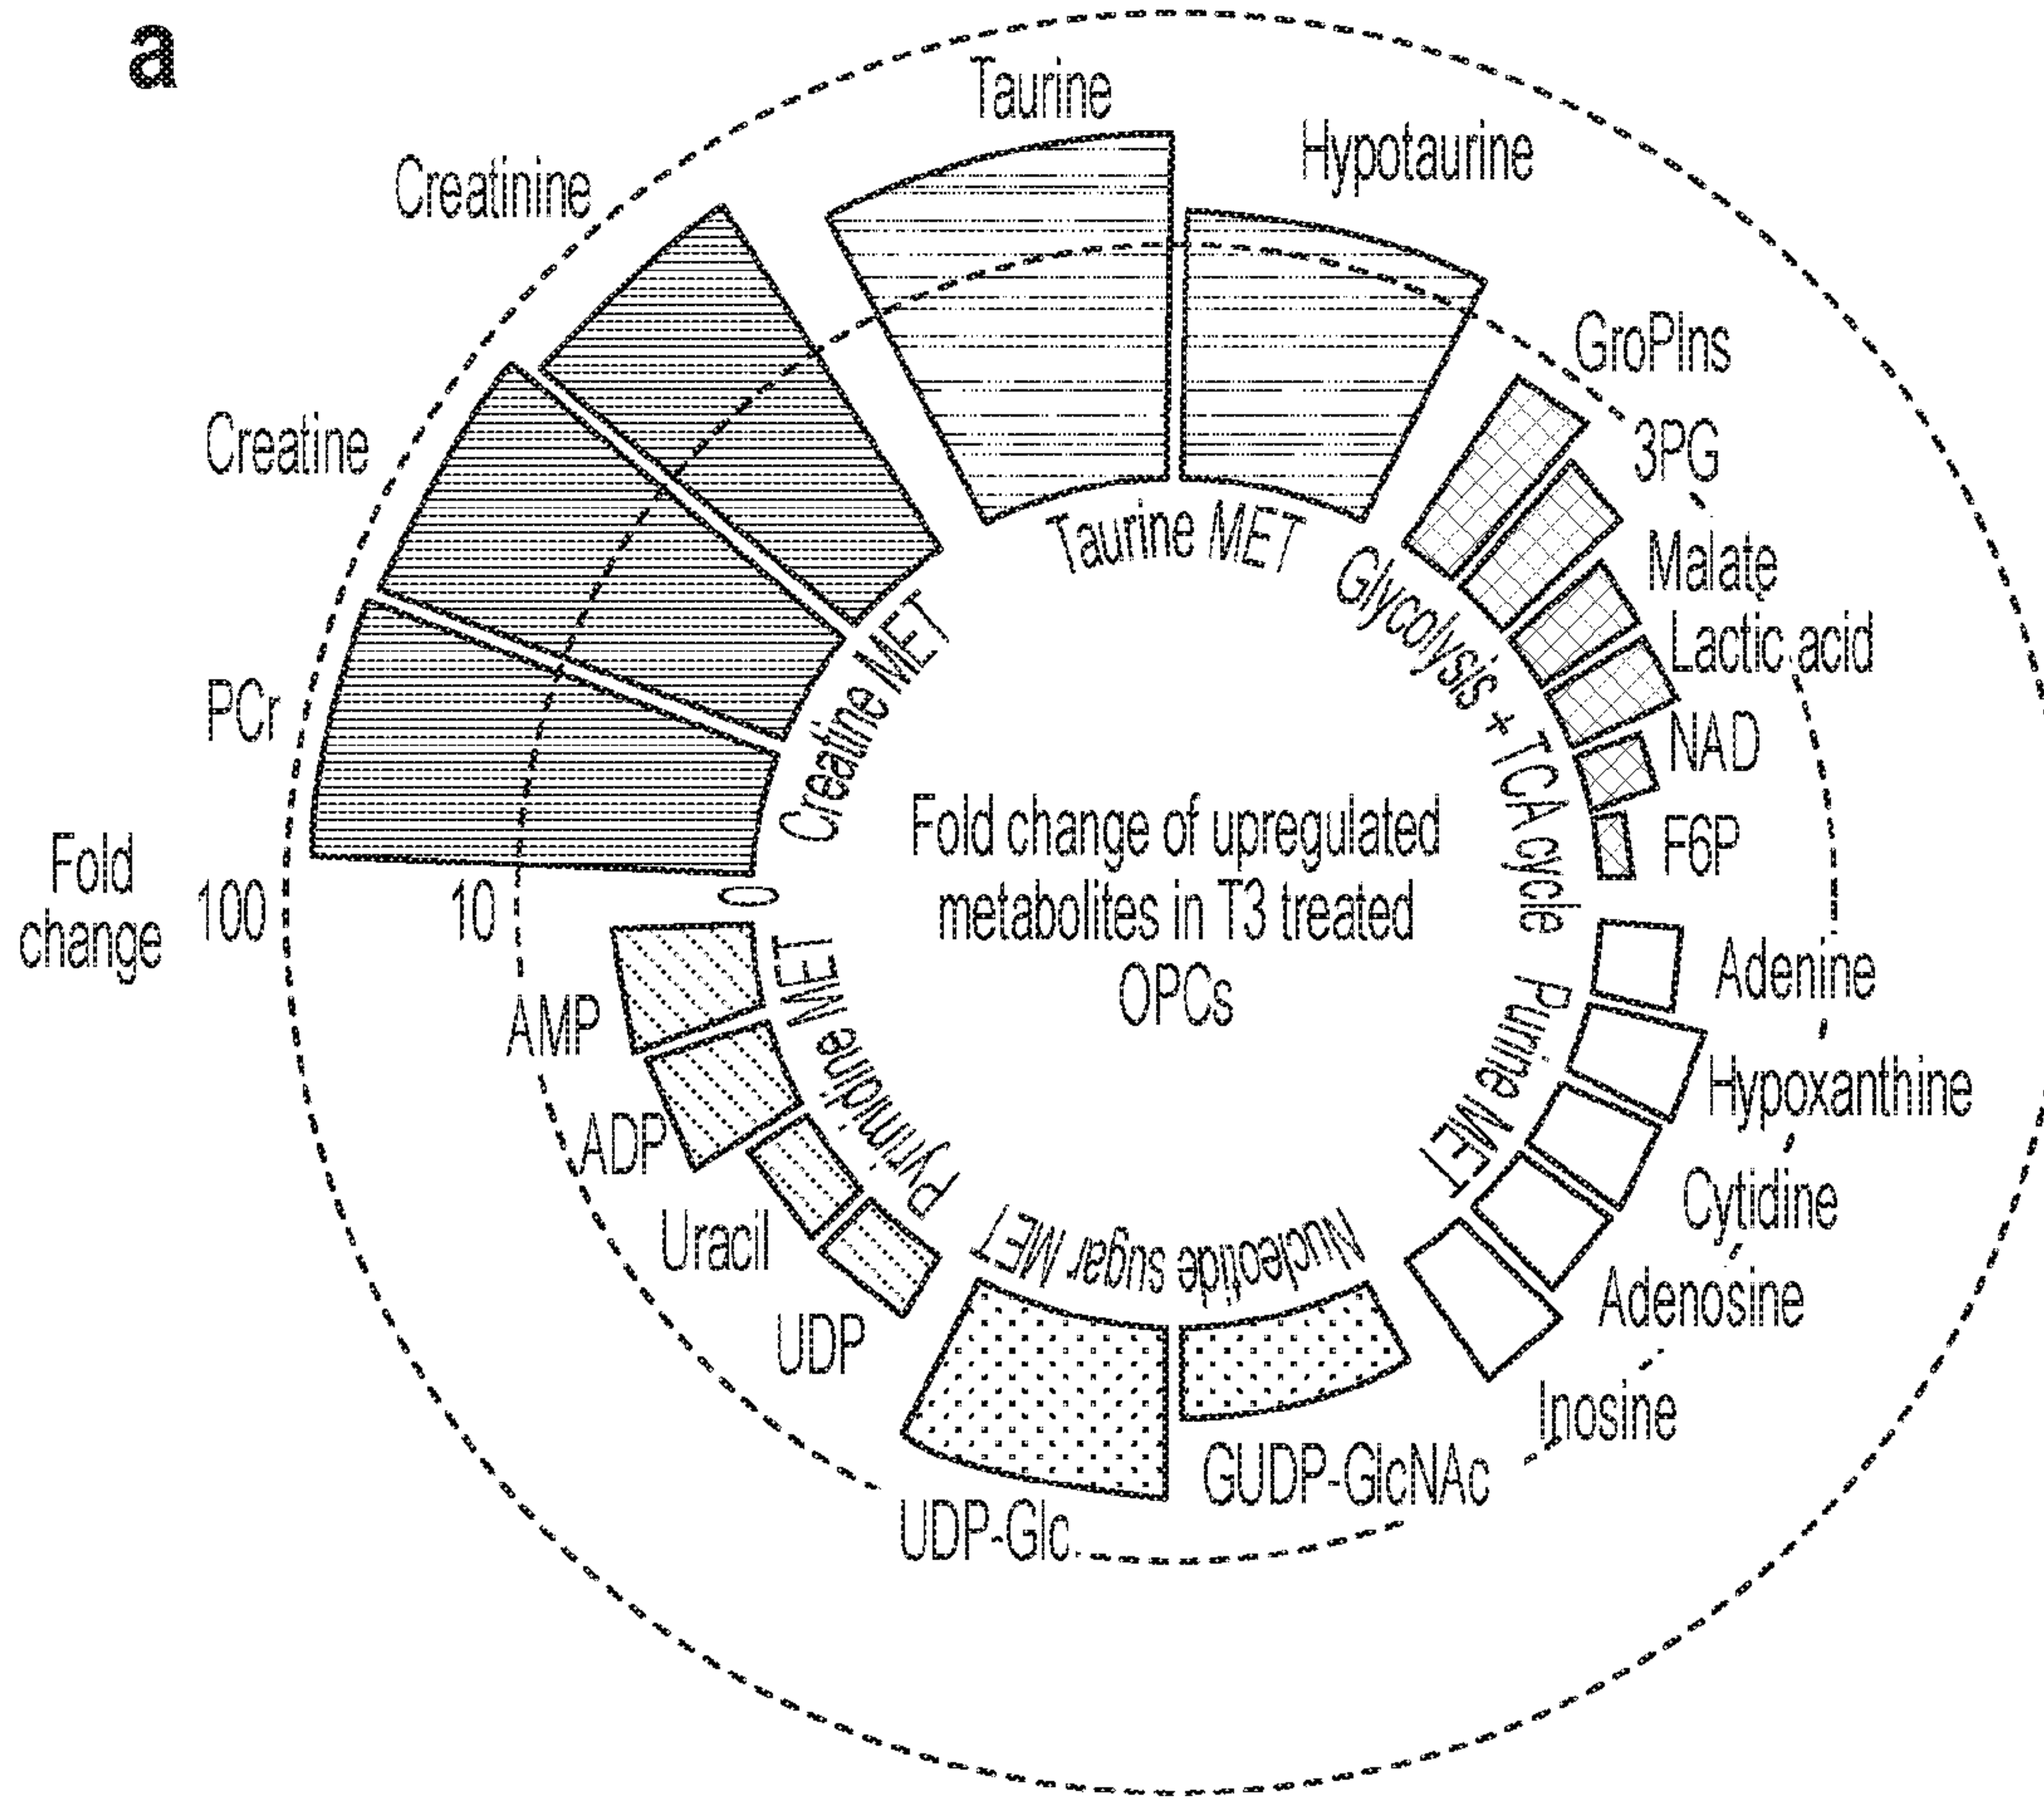 a
Taurine
Hypotaurine
Creatinine
GroPIns
3PG
Creatine
Malate
Lactic acid
PCr
NAD
F6P
Taurine MET
Glycolysis + TCA cycle
Creatine MET
Fold change of upregulated
metabolites in T3 treated
OPCs
Fold
change
100
10
0
Adenine
AMP
Pyrimidine MET
Purine MET
Hypoxanthine
ADP
Cytidine
Uracil
Nucleotide sugar MET
Adenosine
UDP
Inosine
GUDP-GlcNAc
UDP-Glc